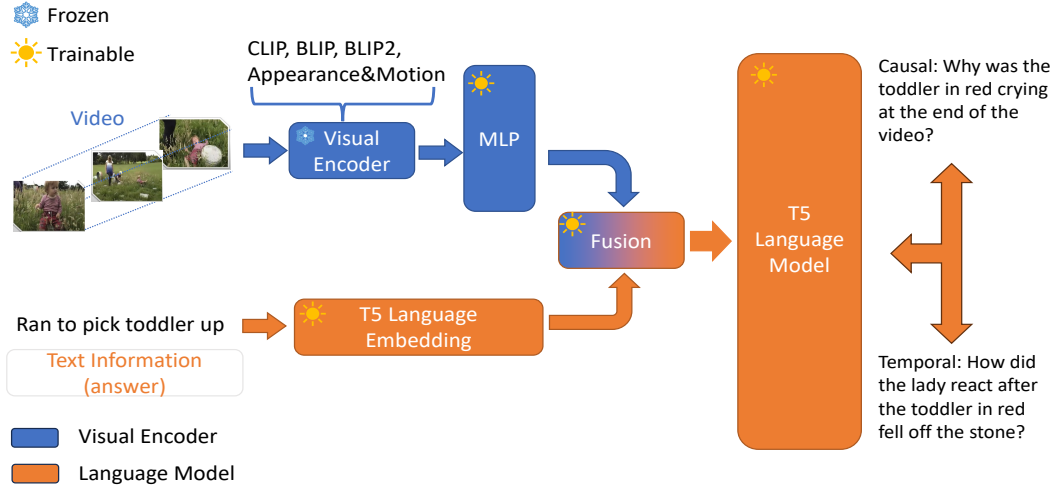 Frozen
Trainable
CLIP, BLIP, BLIP2,
Appearance&Motion
Video
Visual
Encoder
MLP
Fusion
T5
Language
Model
Causal: Why was the
toddler in red crying
at the end of the
video?
Ran to pick toddler up
T5 Language
Embedding
Text Information
(answer)
Temporal: How did
the lady react after
the toddler in red
fell off the stone?
Visual Encoder
Language Model